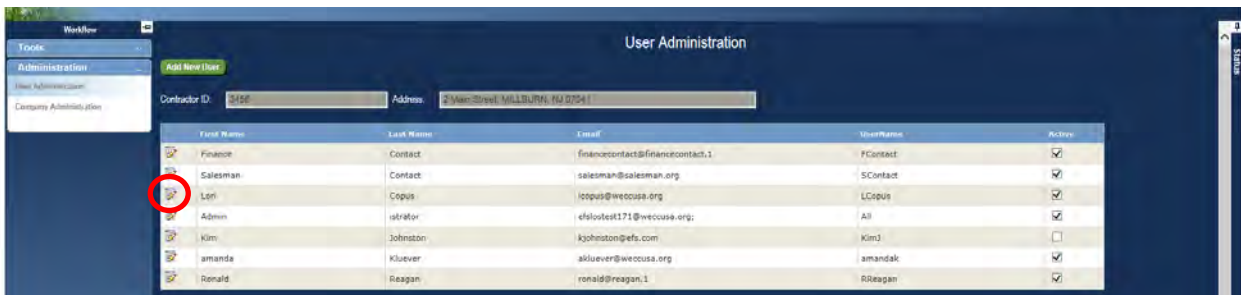 Workflow
User Administration
Tools
Status
Administration
Add New User
User Administration
Company Administration
Contractor ID: 3456 Address: 2 Main Street, MILLBURN, NJ 07041
First Name Last Name Email UserName Active
Finance Contact financecontact@financecontact.1 FContact
Salesman Contact salesman@salesman.org SContact
Lori Copus lcopus@weccusa.org LCopus
Admin istrator efslostest171@weccusa.org;
Kim Johnston kjohnston@efs.com KimJ
amanda Kluever akluever@weccusa.org amandak
Ronald Reagan ronald@reagan.1 RReagan